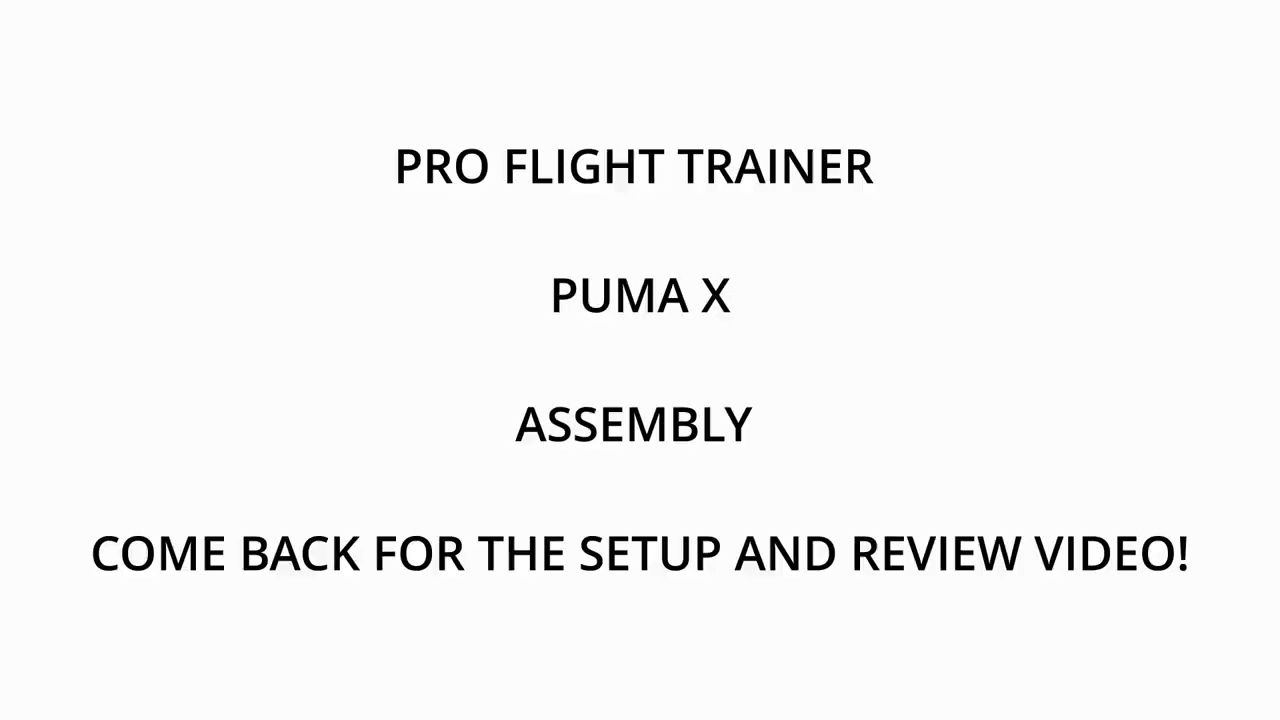 PRO FLIGHT TRAINER
PUMA X
ASSEMBLY
COME BACK FOR THE SETUP AND REVIEW VIDEO!